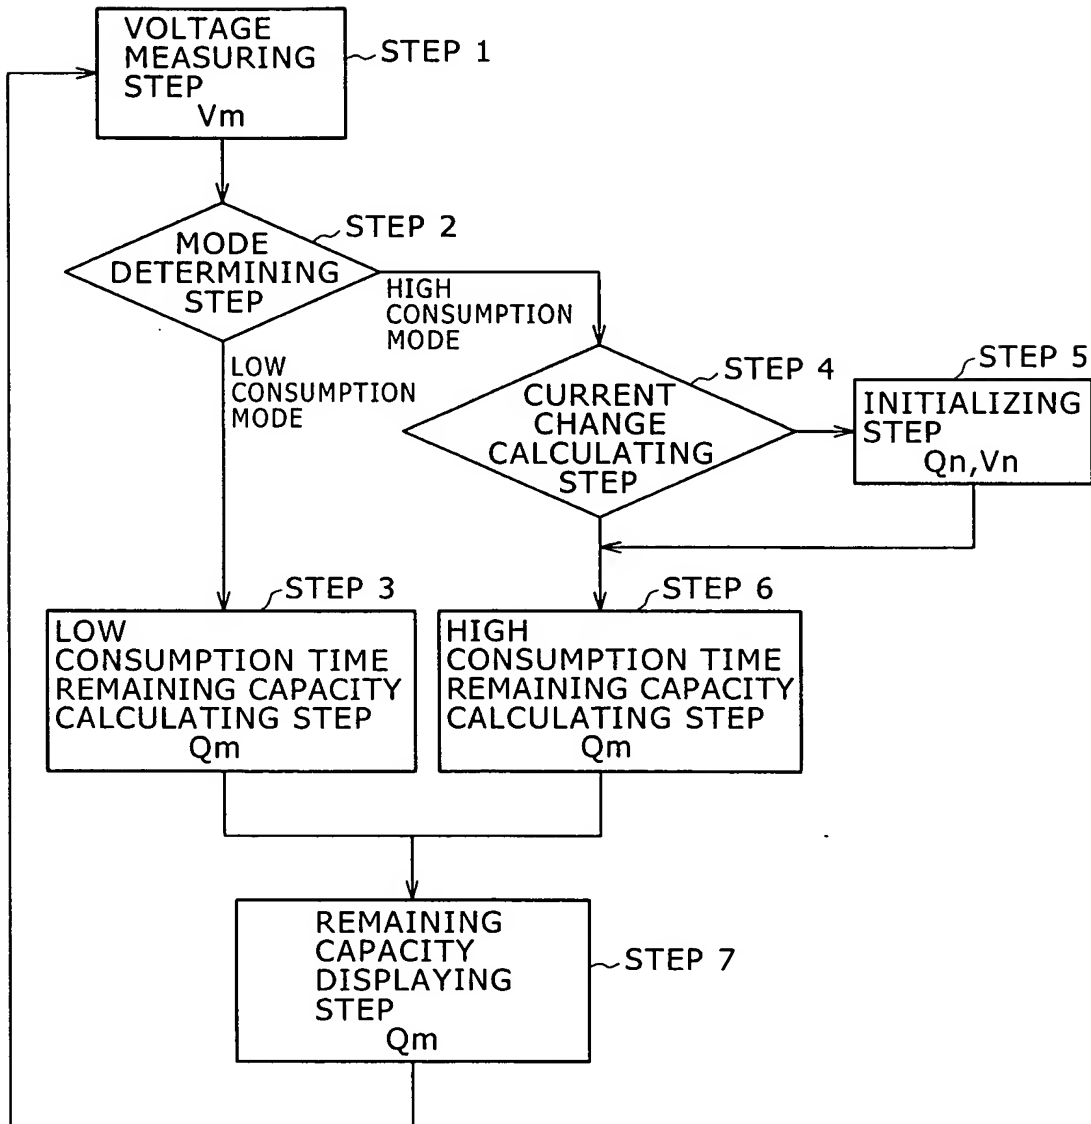 VOLTAGE
MEASURING
STEP
Vm
STEP 1
STEP 2
MODE
DETERMINING
STEP
HIGH
CONSUMPTION
MODE
LOW
CONSUMPTION
MODE
STEP 4
CURRENT
CHANGE
CALCULATING
STEP
STEP 5
INITIALIZING
STEP
Qn,Vn
STEP 3
LOW
CONSUMPTION TIME
REMAINING CAPACITY
CALCULATING STEP
Qm
STEP 6
HIGH
CONSUMPTION TIME
REMAINING CAPACITY
CALCULATING STEP
Qm
REMAINING
CAPACITY
DISPLAYING
STEP
Qm
STEP 7